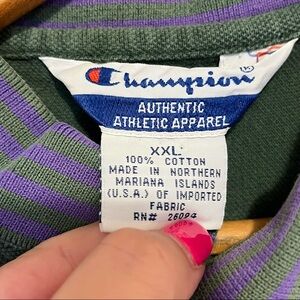 Champion
AUTHENTIC
ATHLETIC APPAREL
XXL
100% COTTON
MADE IN NORTHERN
MARIANA ISLANDS
(U.S.A.) OF IMPORTED
FABRIC
RN# 26094